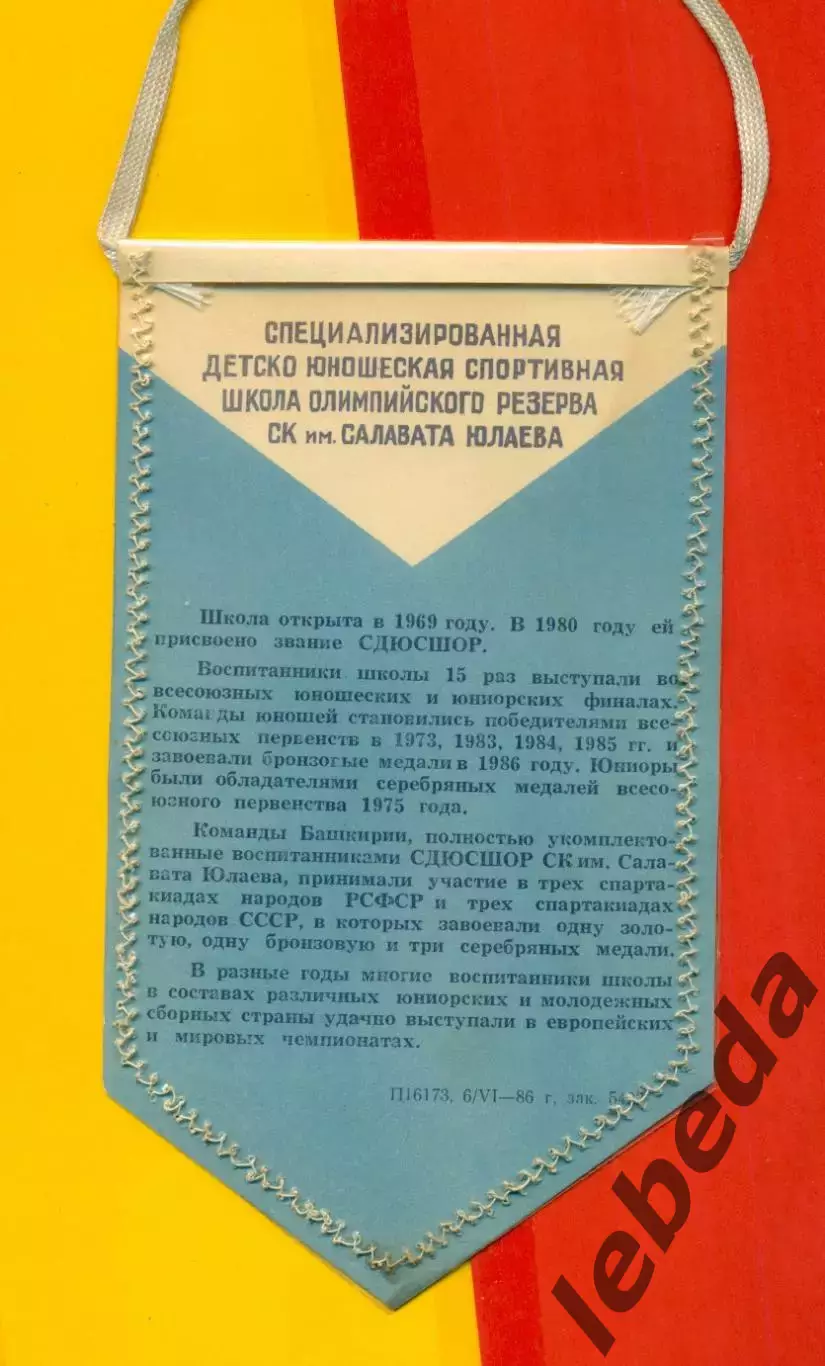 СПЕЦИАЛИЗИРОВАННАЯ
ДЕТСКО ЮНОШЕСКАЯ СПОРТИВНАЯ
ШКОЛА ОЛИМПИЙСКОГО РЕЗЕРВА
СК им. САЛАВАТА ЮЛАЕВА
Школа открыта в 1969 году. В 1980 году ей
присвоено звание СДЮСШОР.
Воспитанники школы 15 раз выступали во
всесоюзных юношеских и юниорских финалах.
Команды юношей становились победителями все-
союзных первенств в 1973, 1983, 1984, 1985 гг. и
завоевали бронзовые медали в 1986 году. Юниоры
были обладателями серебряных медалей всесо-
юзного первенства 1975 года.
Команды Башкирии, полностью укомплекто-
ванные воспитанниками СДЮСШОР СК им. Сала-
вата Юлаева, принимали участие в трех спарта-
киадах народов РСФСР и трех спартакиадах
народов СССР, в которых завоевали одну золо-
тую, одну бронзовую и три серебряных медали.
В разные годы многие воспитанники школы
в составах различных юниорских и молодежных
сборных страны удачно выступали в европейских
и мировых чемпионатах.
П16173, 6/VI—86 г, зак.
lebeda